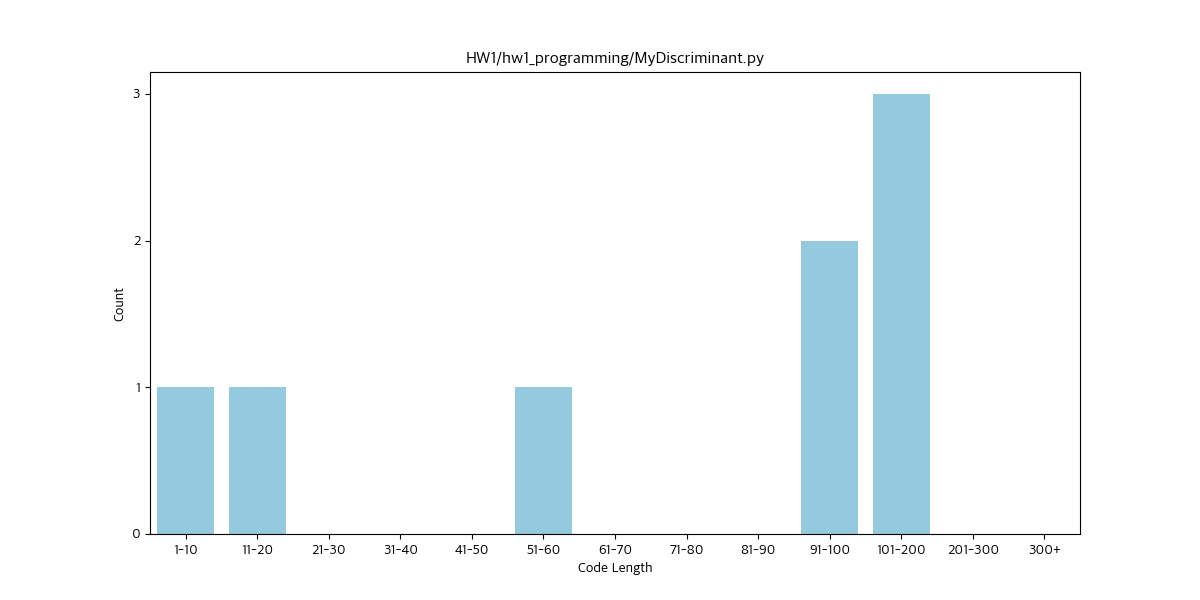 HW1/hw1_programming/MyDiscriminant.py
3
2
1
0
Count
1-10 11-20 21-30 31-40 41-50 51-60 61-70 71-80 81-90 91-100 101-200 201-300 300+
Code Length